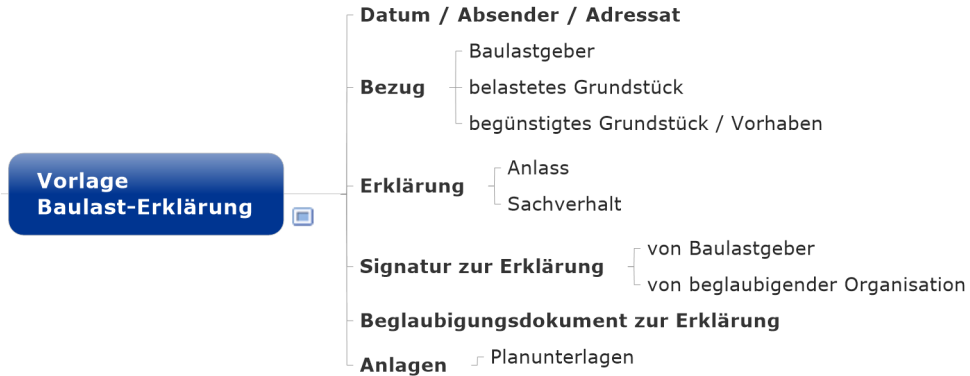 Vorlage
Baulast-Erklärung
Datum / Absender / Adressat
Bezug
Baulastgeber
belastetes Grundstück
begünstigtes Grundstück / Vorhaben
Erklärung
Anlass
Sachverhalt
Signatur zur Erklärung
von Baulastgeber
von beglaubigender Organisation
Beglaubigungsdokument zur Erklärung
Anlagen
Planunterlagen